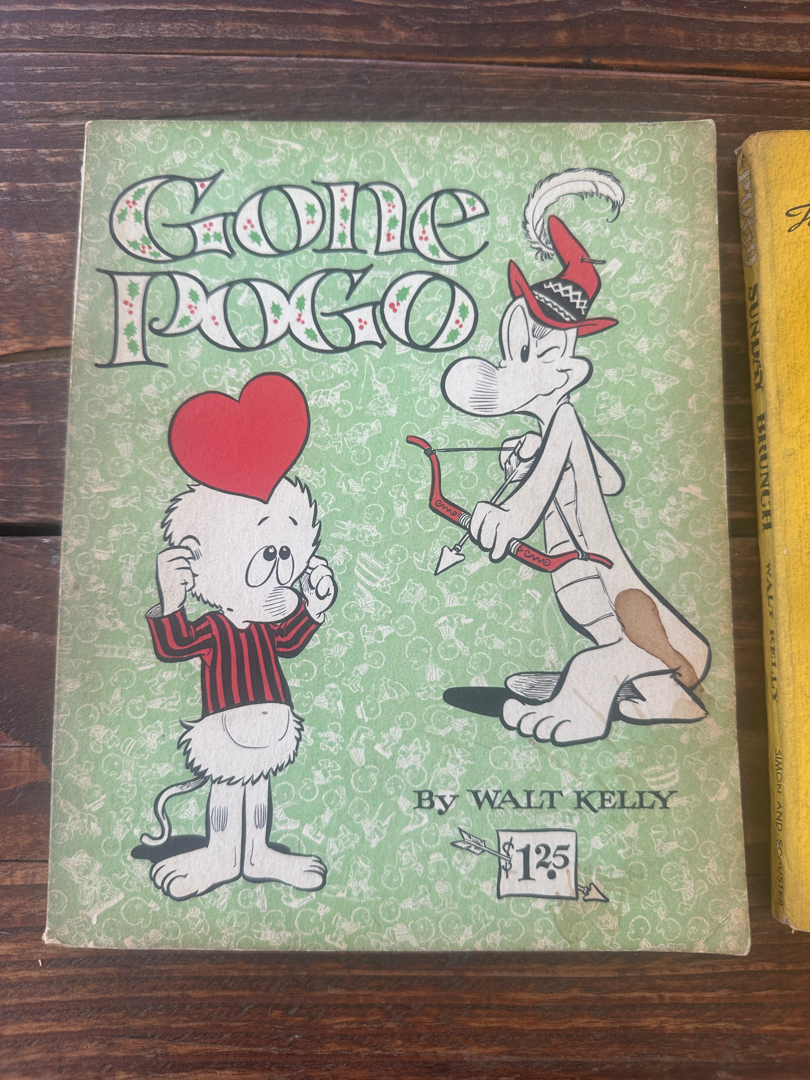 Gone
POGO
By WALT KELLY
$1.25
SUNDAY BRUNCH WALT KELLY SIMON AND SCHUSTER